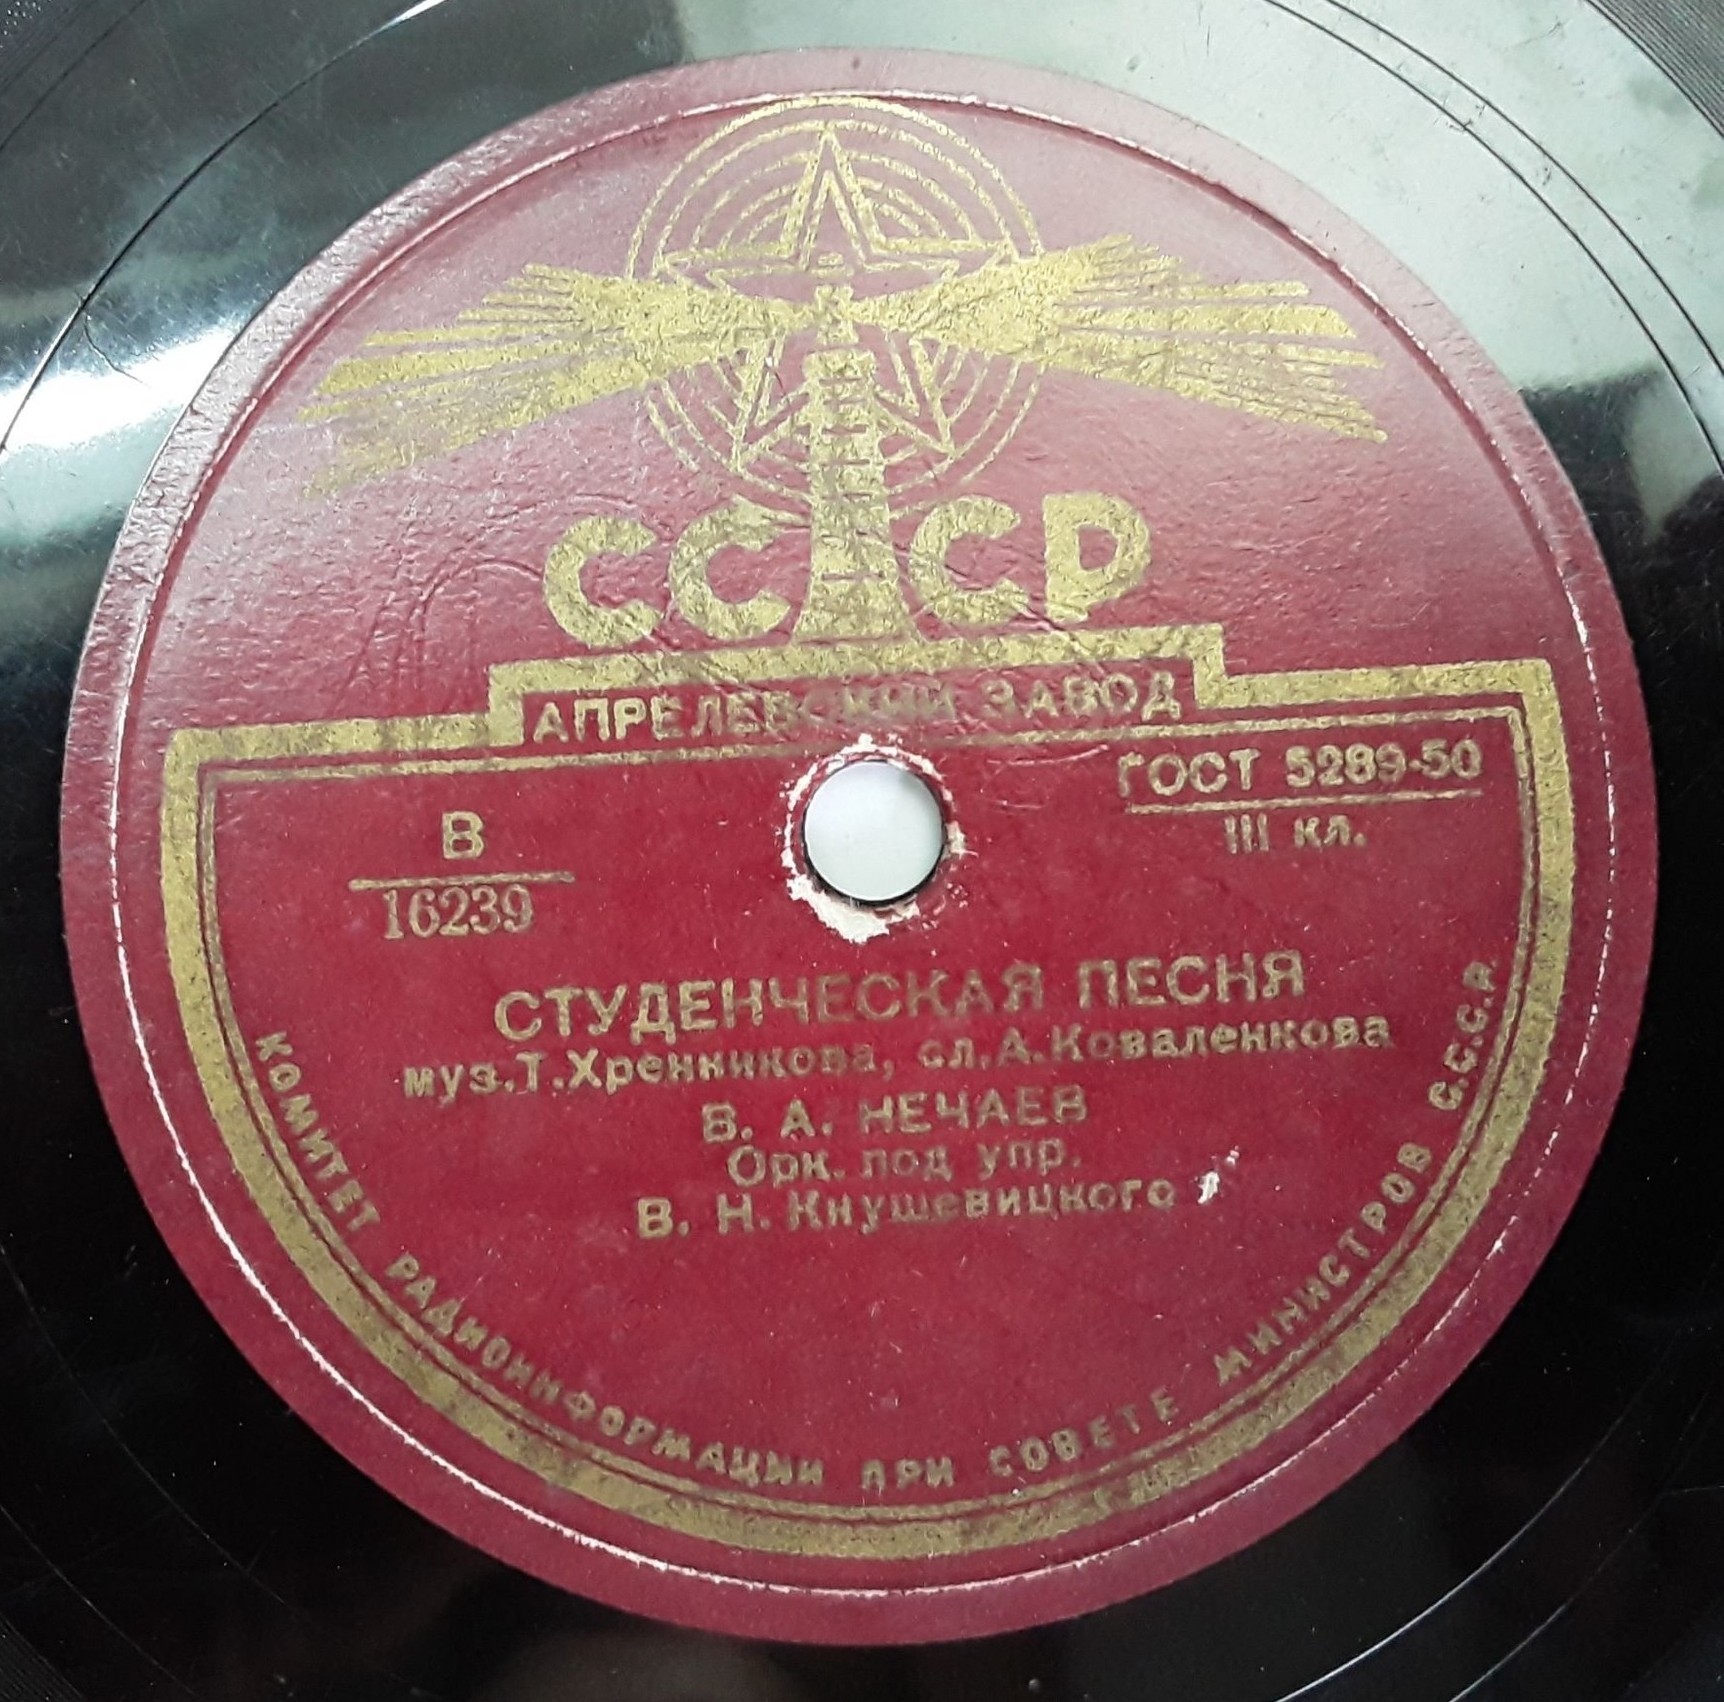 СССР
АПРЕЛЕВСКИЙ ЗАВОД
ГОСТ 5289-50
III кл.
В
16239
СТУДЕНЧЕСКАЯ ПЕСНЯ
муз. Т. Хренникова, сл. А. Коваленкова
В. А. НЕЧАЕВ
Орк. под упр.
В. Н. Кнушевицкого
КОМИТЕТ РАДИОИНФОРМАЦИИ ПРИ СОВЕТЕ МИНИСТРОВ С.С.С.Р.